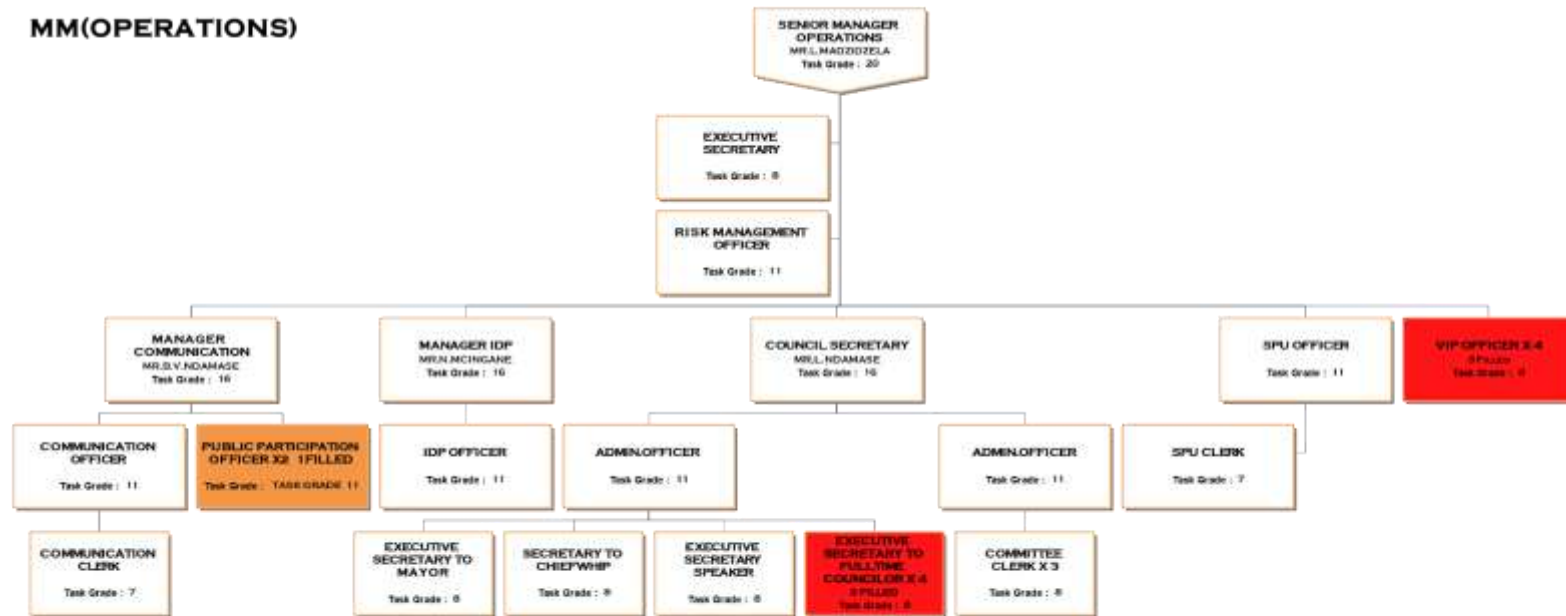 MM(OPERATIONS)
SENIOR MANAGER
OPERATIONS
MR.L.MADZIDZELA
Task Grade : 20
EXECUTIVE
SECRETARY
Task Grade : 8
RISK MANAGEMENT
OFFICER
Task Grade : 11
MANAGER
COMMUNICATION
MR.B.V.NDAMASE
Task Grade : 16
MANAGER IDP
MR.N.MCINGANE
Task Grade : 16
COUNCIL SECRETARY
MR.L.NDAMASE
Task Grade : 16
SPU OFFICER
Task Grade : 11
VIP OFFICER X 4
FILLED
Task Grade :
COMMUNICATION
OFFICER
Task Grade : 11
PUBLIC PARTICIPATION
OFFICER X2 1FILLED
Task Grade : TASK GRADE 11
IDP OFFICER
Task Grade : 11
ADMIN.OFFICER
Task Grade : 11
ADMIN.OFFICER
Task Grade : 11
SPU CLERK
Task Grade : 7
COMMUNICATION
CLERK
Task Grade : 7
EXECUTIVE
SECRETARY TO
MAYOR
Task Grade : 8
SECRETARY TO
CHIEFWHIP
Task Grade : 8
EXECUTIVE
SECRETARY
SPEAKER
Task Grade : 8
EXECUTIVE
SECRETARY TO
FULLTIME
COUNCILOR X 4
FILLED
Task Grade :
COMMITTEE
CLERK X 3
Task Grade : 8